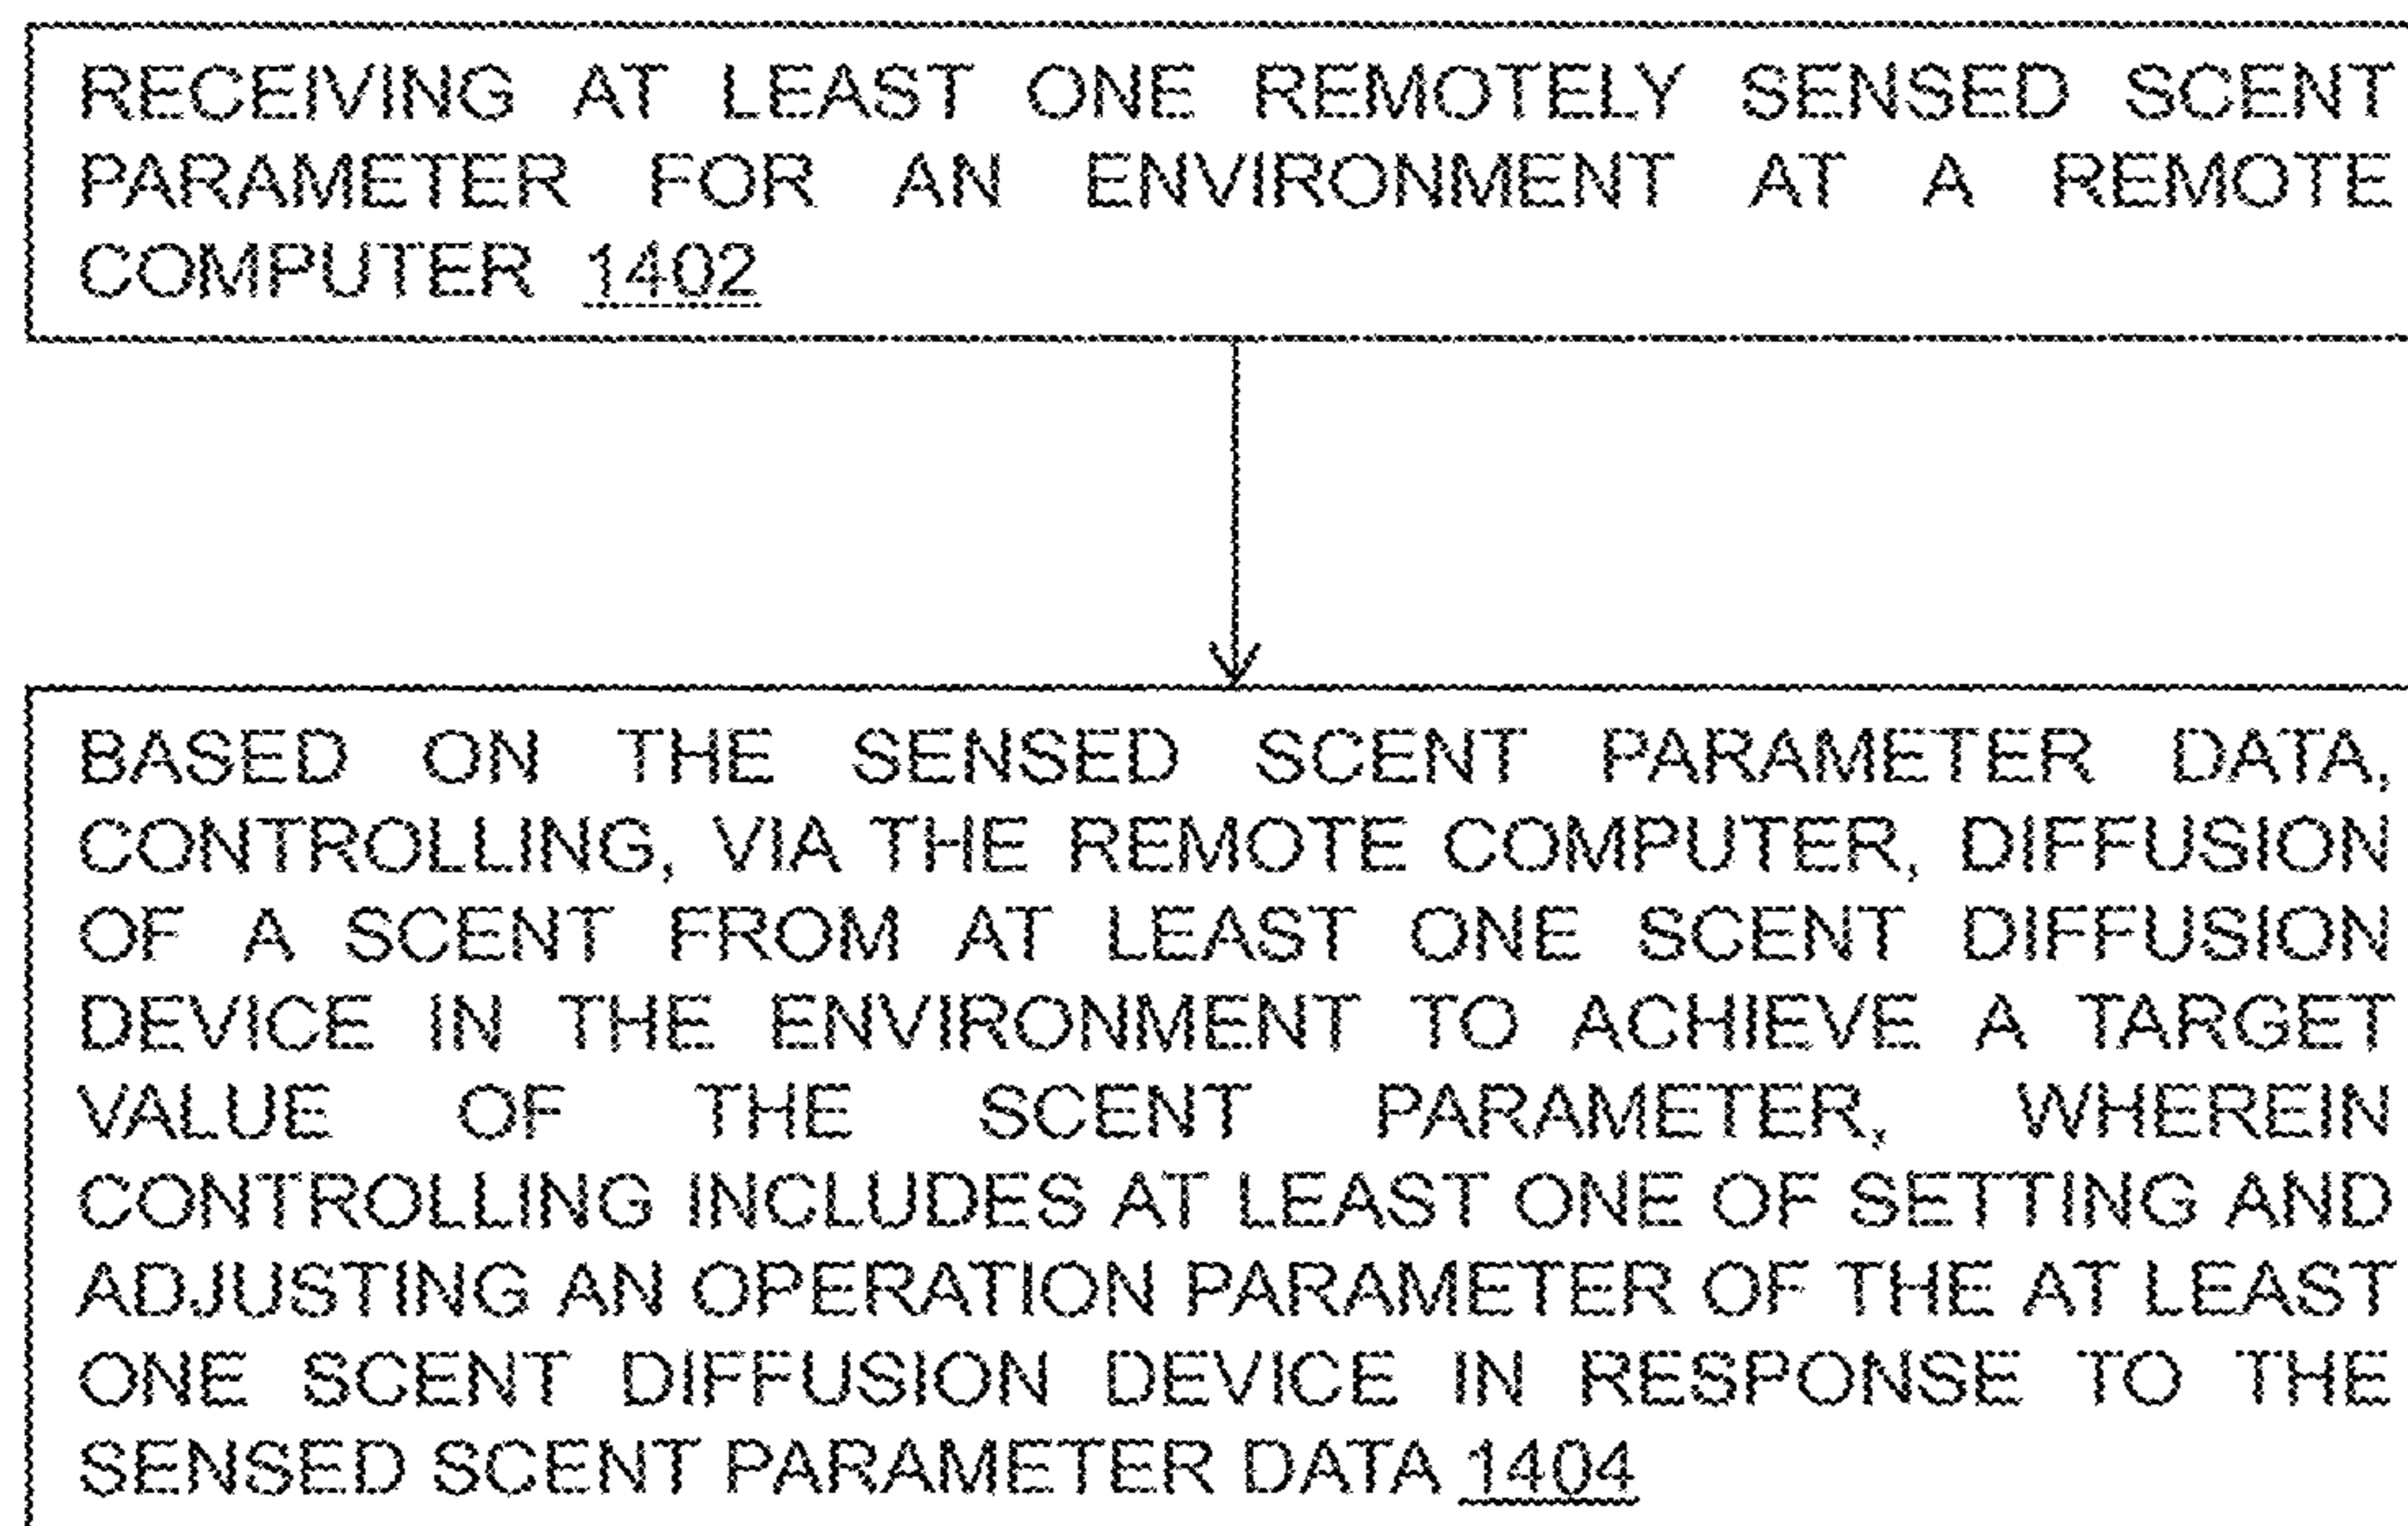 RECEIVING AT LEAST ONE REMOTELY SENSED SCENT
PARAMETER FOR AN ENVIRONMENT AT A REMOTE
COMPUTER 1402
BASED ON THE SENSED SCENT PARAMETER DATA,
CONTROLLING, VIA THE REMOTE COMPUTER, DIFFUSION
OF A SCENT FROM AT LEAST ONE SCENT DIFFUSION
DEVICE IN THE ENVIRONMENT TO ACHIEVE A TARGET
VALUE OF THE SCENT PARAMETER, WHEREIN
CONTROLLING INCLUDES AT LEAST ONE OF SETTING AND
ADJUSTING AN OPERATION PARAMETER OF THE AT LEAST
ONE SCENT DIFFUSION DEVICE IN RESPONSE TO THE
SENSED SCENT PARAMETER DATA 1404